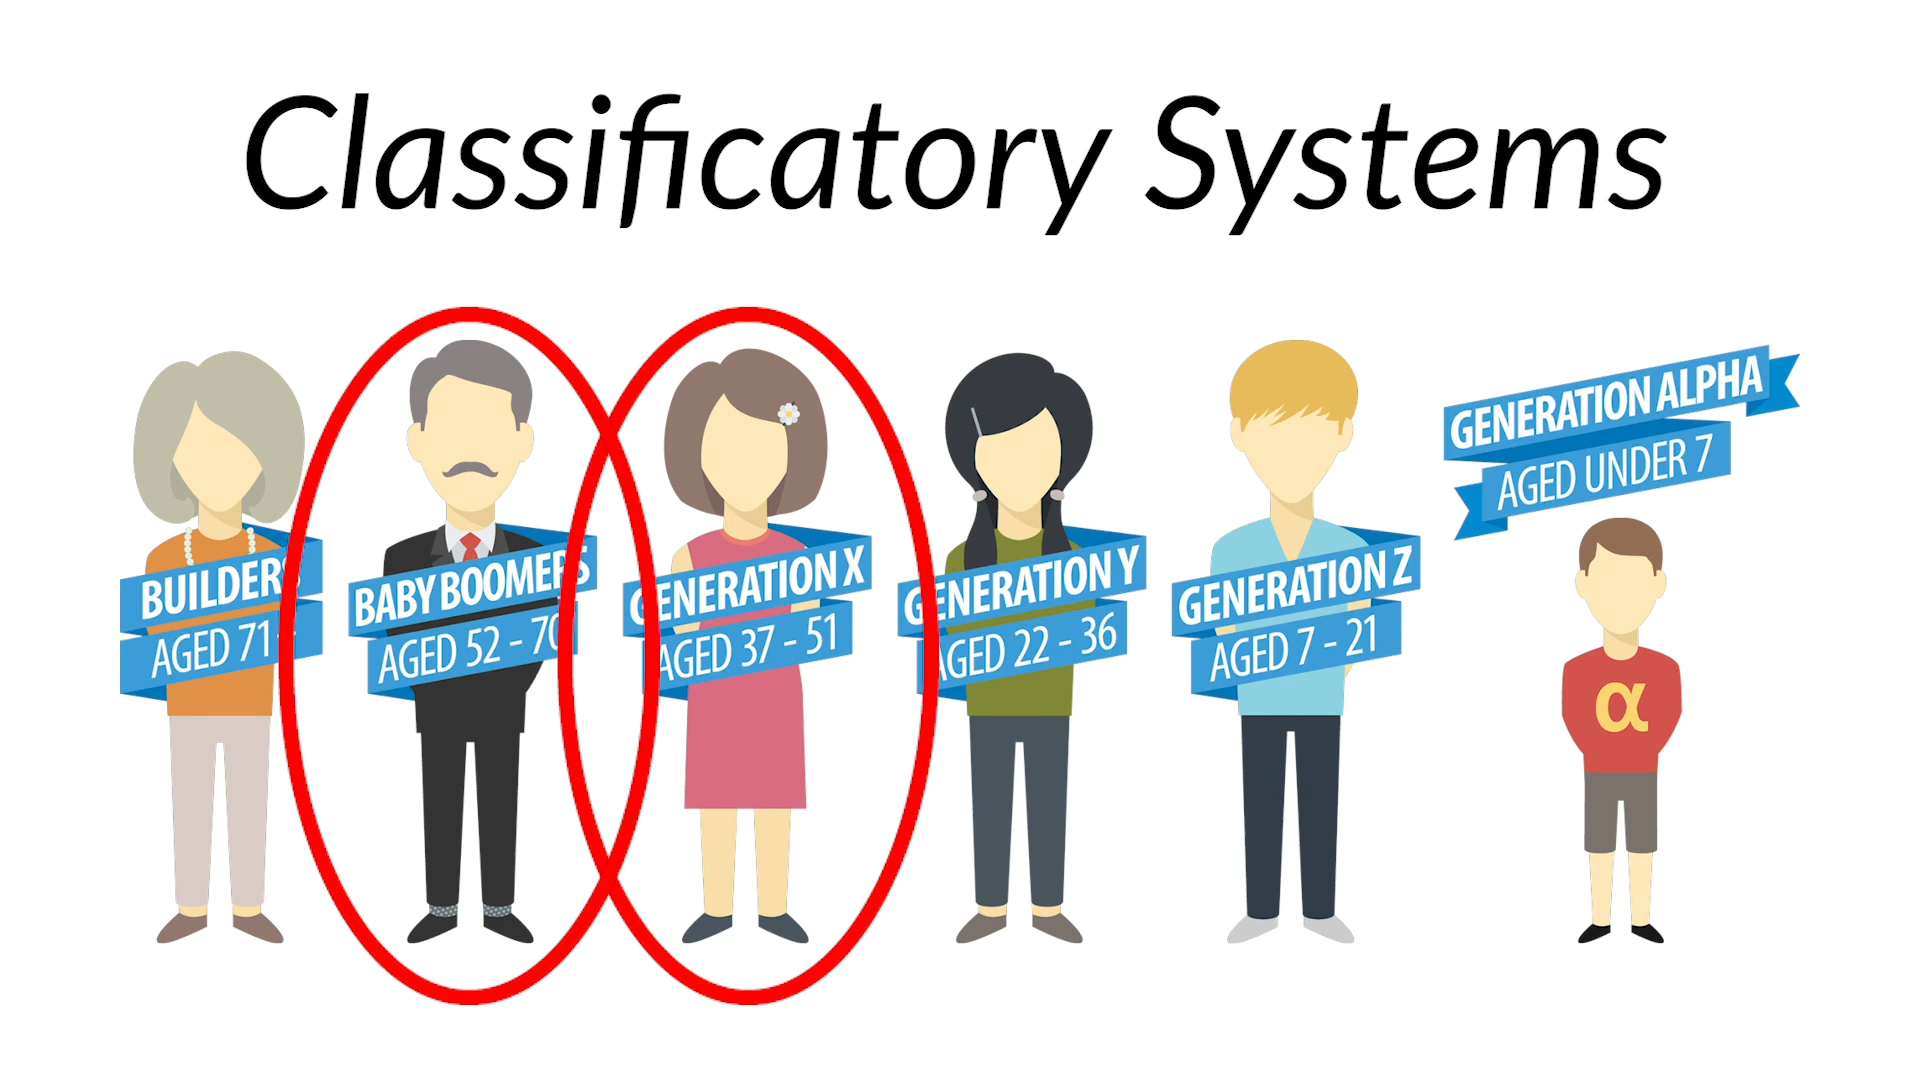 Classificatory Systems
BUILDERS
AGED 71+
BABY BOOMERS
AGED 52 - 70
GENERATION X
AGED 37 - 51
GENERATION Y
AGED 22 - 36
GENERATION Z
AGED 7 - 21
GENERATION ALPHA
AGED UNDER 7
α